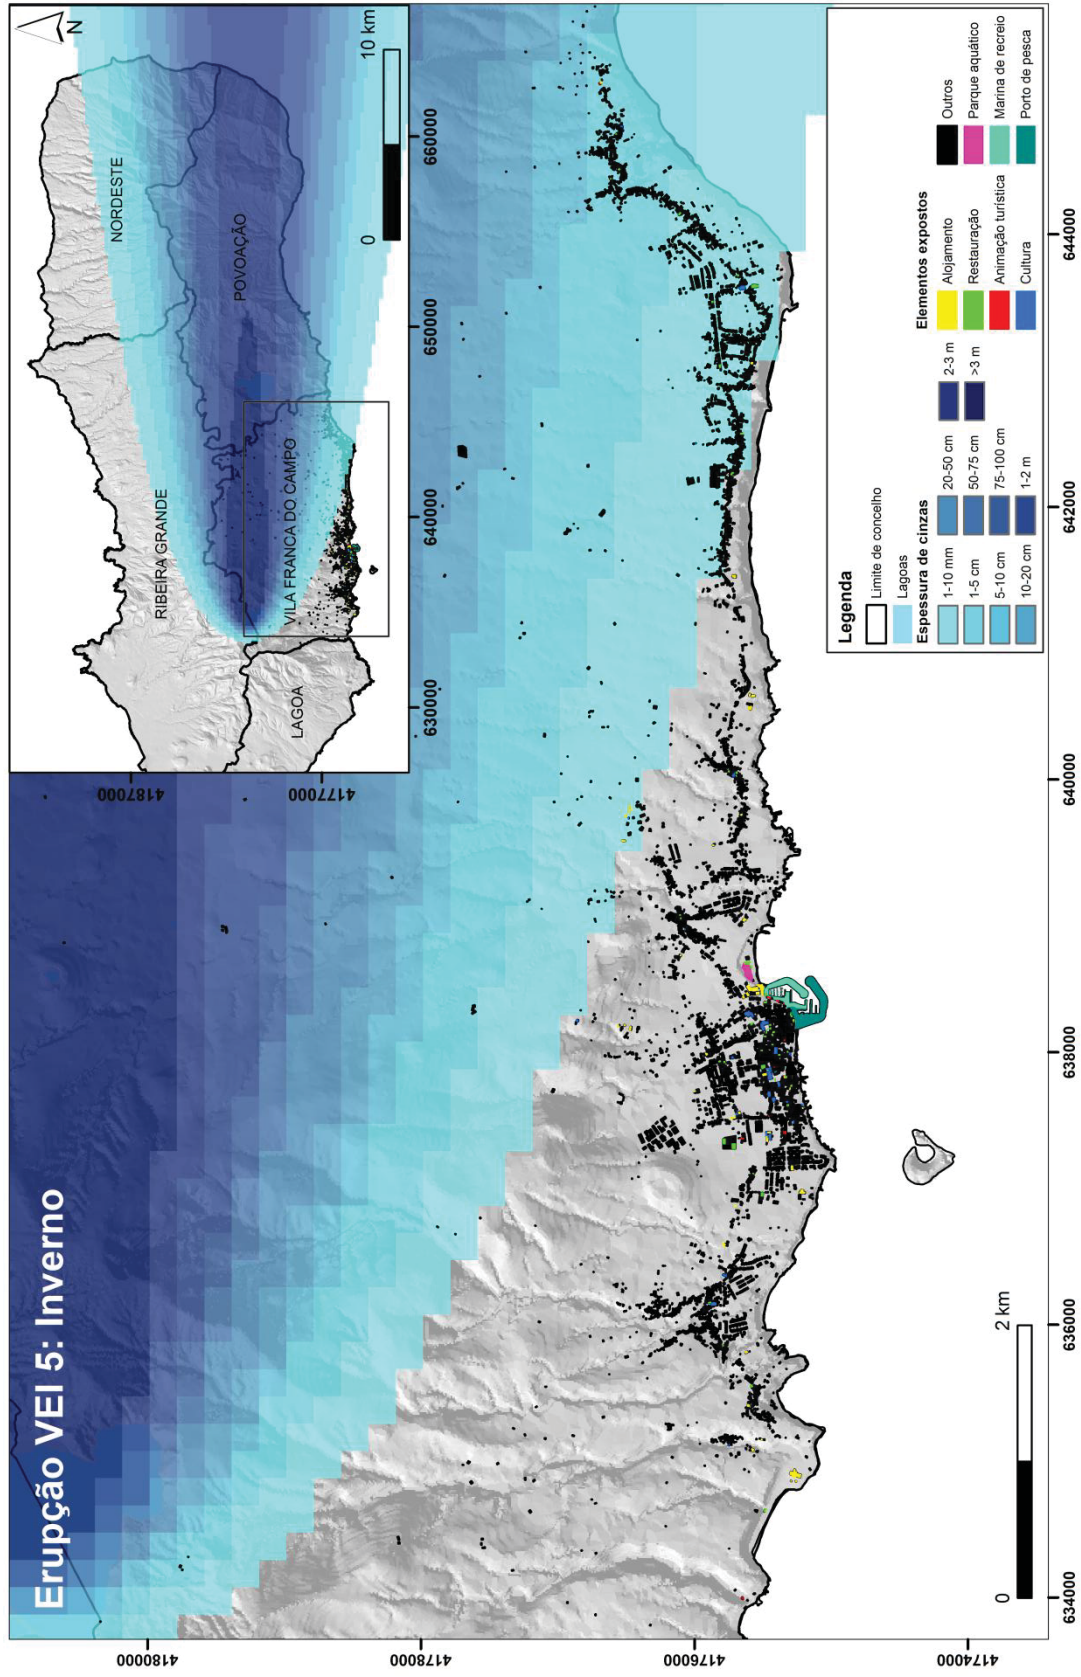 Erupção VEI 5: Inverno
N
0
10 km
NORDESTE
POVOAÇÃO
RIBEIRA GRANDE
VILA FRANCA DO CAMPO
LAGOA
4187000
4177000
630000
640000
650000
660000
4180000
4178000
4176000
4174000
634000
636000
638000
640000
642000
644000
0
2 km
Legenda
Limite de concelho
Lagoas
Espessura de cinzas
1-10 mm
1-5 cm
5-10 cm
10-20 cm
20-50 cm
50-75 cm
75-100 cm
1-2 m
2-3 m
>3 m
Elementos expostos
Alojamento
Restauração
Animação turística
Cultura
Outros
Parque aquático
Marina de recreio
Porto de pesca